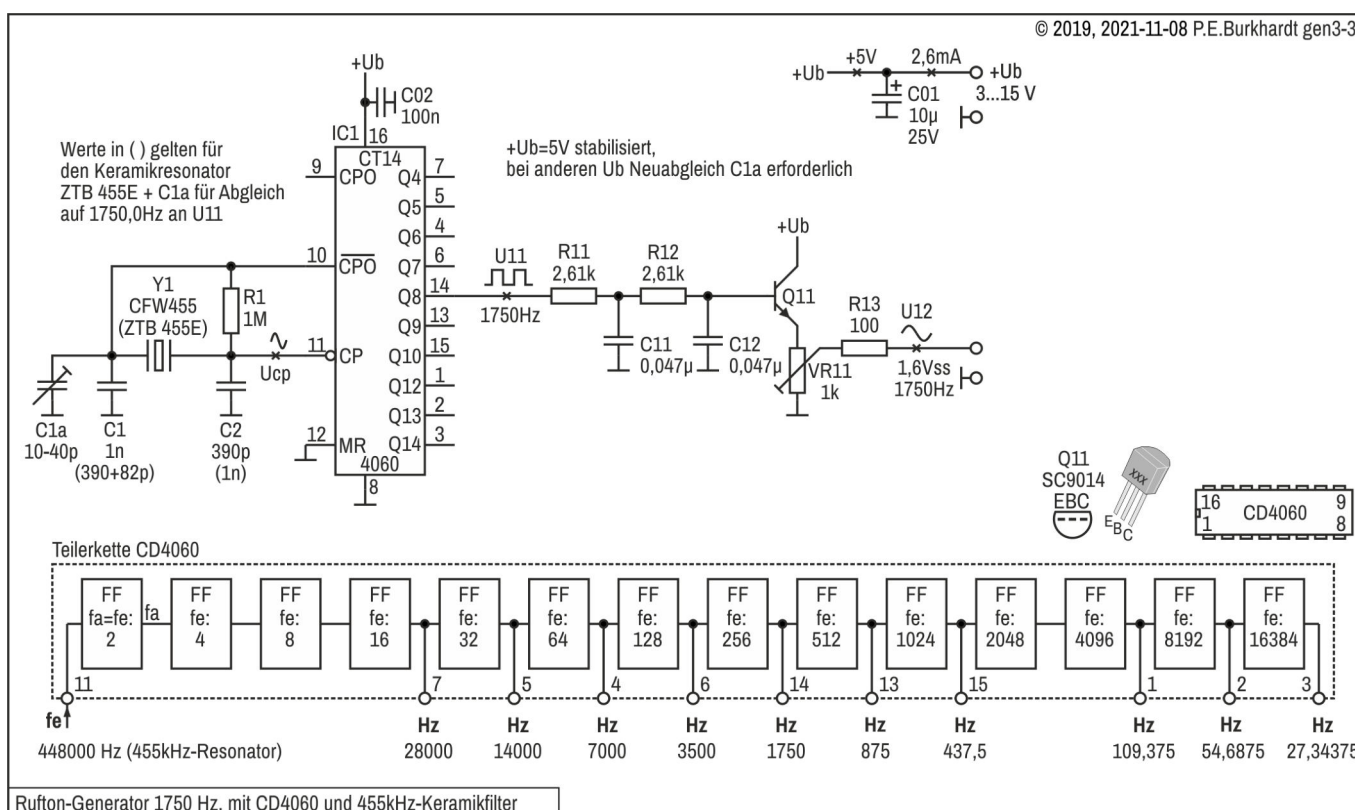 © 2019, 2021-11-08 P.E.Burkhardt gen3-3
+Ub
C02
100n
IC1
16
+Ub
+5V
2,6mA
+Ub
3...15 V
+
C01
10µ
25V
Werte in ( ) gelten für
den Keramikresonator
ZTB 455E + C1a für Abgleich
auf 1750,0Hz an U11
+Ub=5V stabilisiert,
bei anderen Ub Neuabgleich C1a erforderlich
CT14
9
CPO
Q4
7
Q5
5
Q6
4
10
CPO
Q7
6
Q8
14
Q9
13
11
CP
Q10
15
Q12
1
Q13
2
12
MR
Q14
3
4060
8
Y1
CFW455
(ZTB 455E)
R1
1M
Ucp
C1a
10-40p
C1
1n
(390+82p)
C2
390p
(1n)
U11
1750Hz
R11
2,61k
R12
2,61k
C11
0,047µ
C12
0,047µ
+Ub
Q11
VR11
1k
R13
100
U12
1,6Vss
1750Hz
Q11
SC9014
EBC
XXX
E
B
C
16
9
CD4060
1
8
Teilerkette CD4060
FF
fa=fe:
2
fa
FF
fe:
4
FF
fe:
8
FF
fe:
16
FF
fe:
32
FF
fe:
64
FF
fe:
128
FF
fe:
256
FF
fe:
512
FF
fe:
1024
FF
fe:
2048
FF
fe:
4096
FF
fe:
8192
FF
fe:
16384
11
7
5
4
6
14
13
15
1
2
3
fe
Hz
Hz
Hz
Hz
Hz
Hz
Hz
Hz
Hz
Hz
448000 Hz (455kHz-Resonator)
28000
14000
7000
3500
1750
875
437,5
109,375
54,6875
27,34375
Rufton-Generator 1750 Hz, mit CD4060 und 455kHz-Keramikfilter